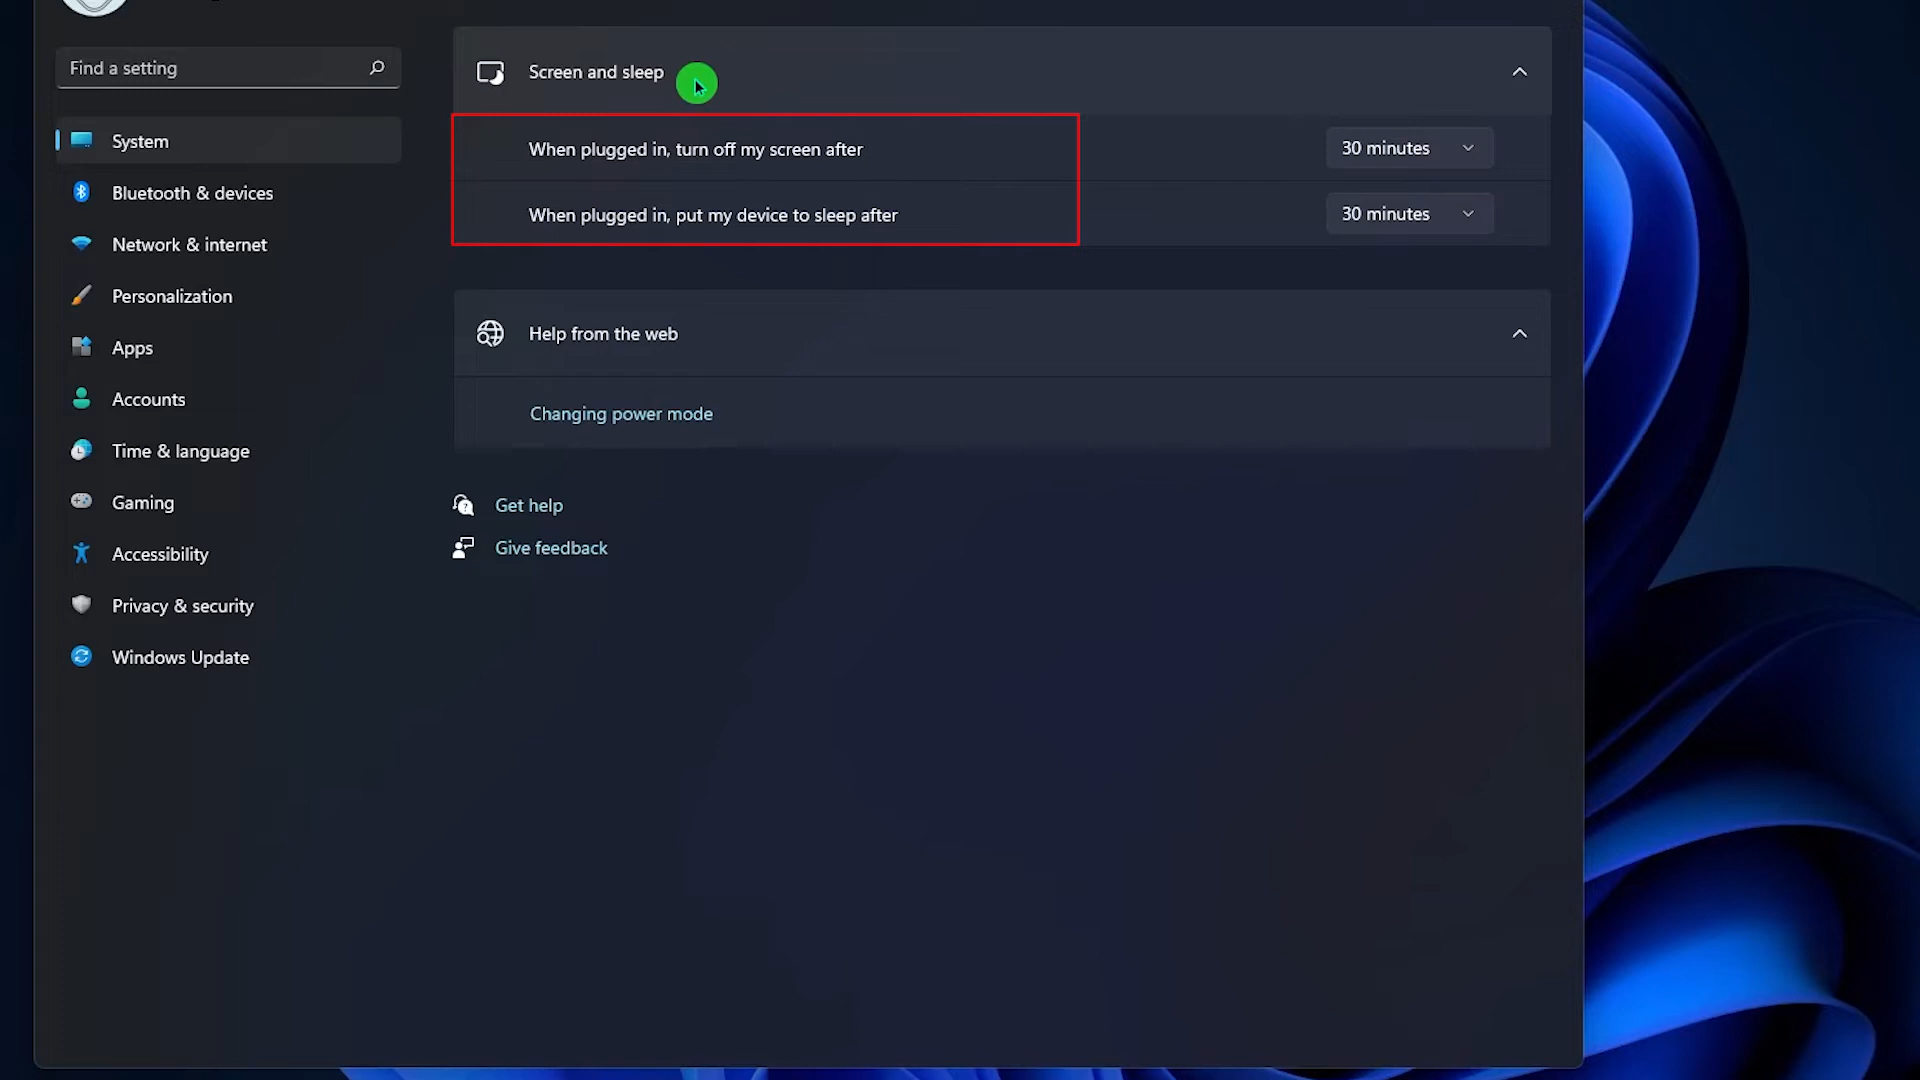 Find a setting
System
Bluetooth & devices
Network & internet
Personalization
Apps
Accounts
Time & language
Gaming
Accessibility
Privacy & security
Windows Update
Screen and sleep
When plugged in, turn off my screen after
30 minutes
When plugged in, put my device to sleep after
30 minutes
Help from the web
Changing power mode
Get help
Give feedback